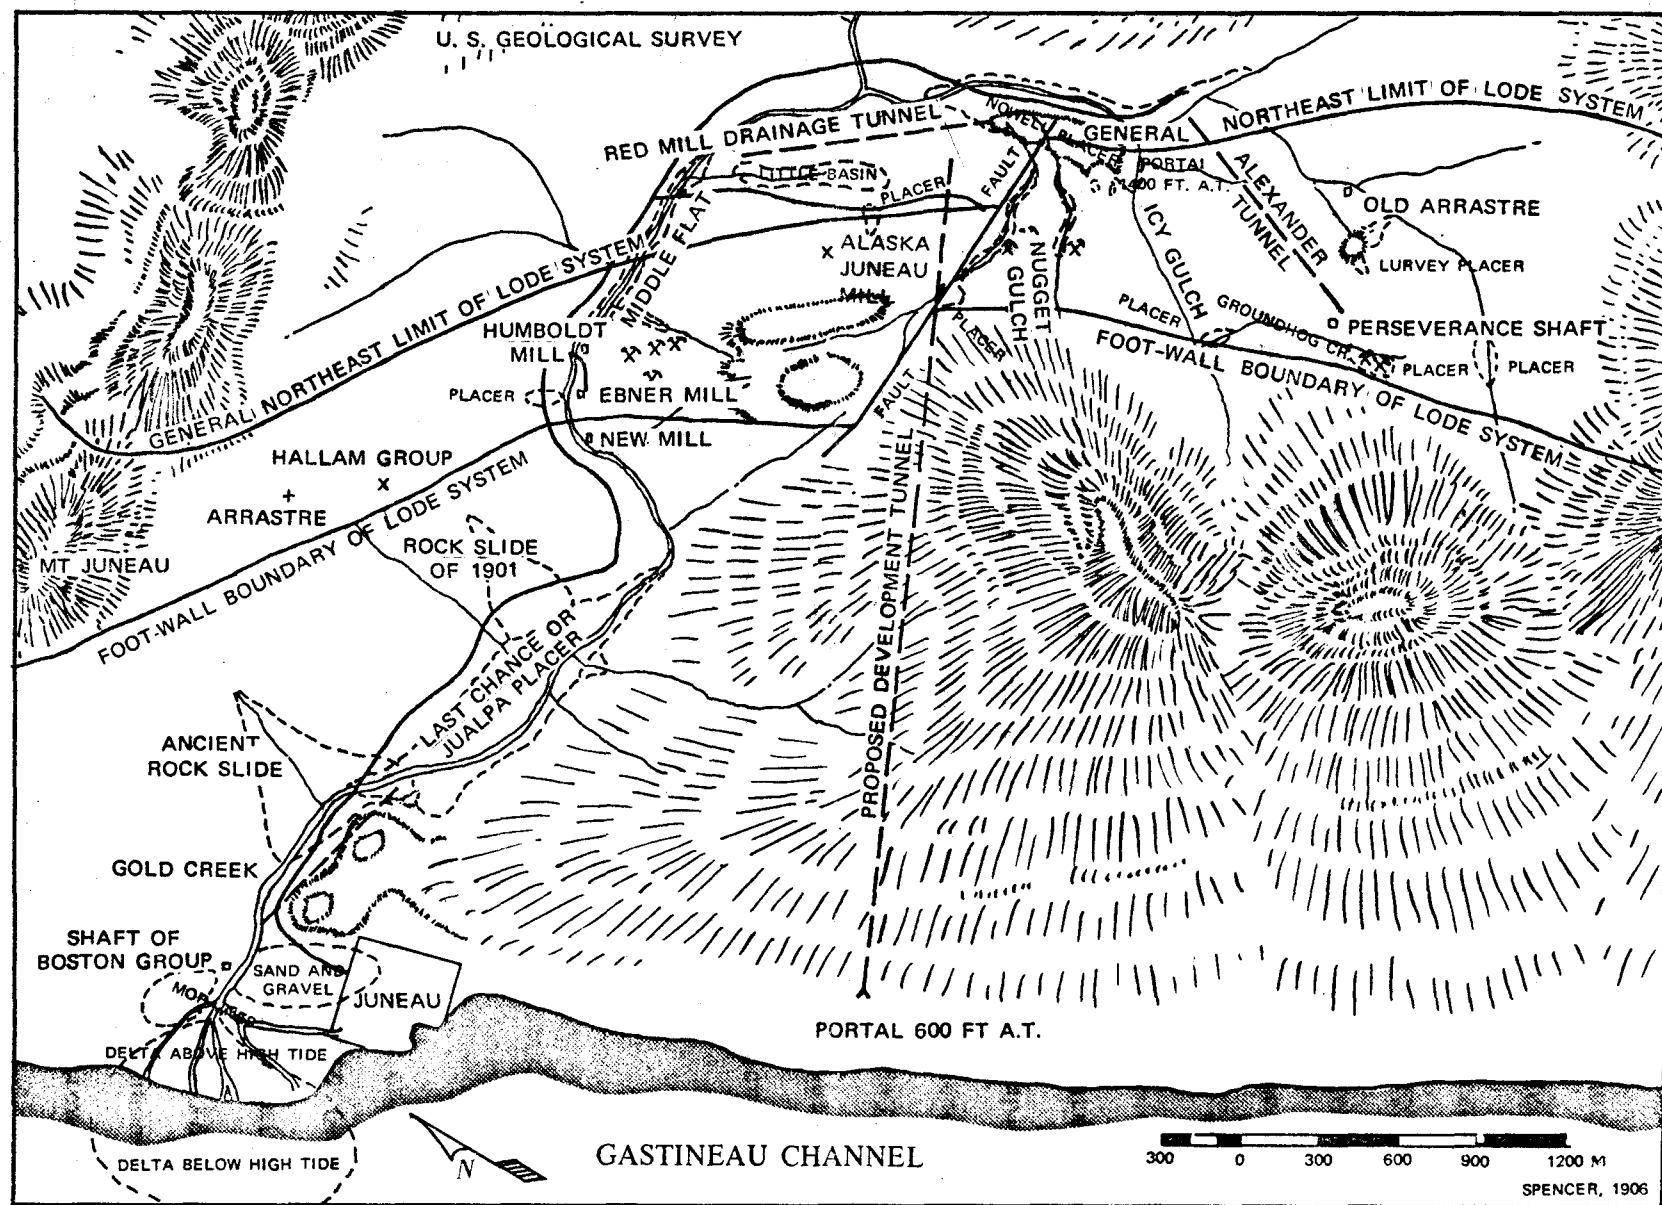 U. S. GEOLOGICAL SURVEY
RED MILL DRAINAGE TUNNEL
NOWELL PLACER
GENERAL
NORTHEAST LIMIT OF LODE SYSTEM
PORTAL
1400 FT. A.T.
ALEXANDER
TUNNEL
LITTLE BASIN
PLACER
FAULT
OLD ARRASTRE
LURVEY PLACER
ICY GULCH
NUGGET
GULCH
ALASKA
JUNEAU
MILL
MIDDLE FLAT
GENERAL NORTHEAST LIMIT OF LODE SYSTEM
HUMBOLDT
MILL
PLACER
EBNER MILL
NEW MILL
FAULT
PLACER
PLACER
GROUNDHOG CR.
PERSEVERANCE SHAFT
PLACER
PLACER
FOOT-WALL BOUNDARY OF LODE SYSTEM
HALLAM GROUP
ARRASTRE
MT JUNEAU
FOOT-WALL BOUNDARY OF LODE SYSTEM
ROCK SLIDE
OF 1901
LAST CHANCE OR
JUALPA PLACER
PROPOSED DEVELOPMENT TUNNEL
ANCIENT
ROCK SLIDE
GOLD CREEK
SHAFT OF
BOSTON GROUP
SAND AND
GRAVEL
JUNEAU
PORTAL 600 FT A.T.
DELTA ABOVE HIGH TIDE
DELTA BELOW HIGH TIDE
N
GASTINEAU CHANNEL
300 0 300 600 900 1200 M
SPENCER, 1906